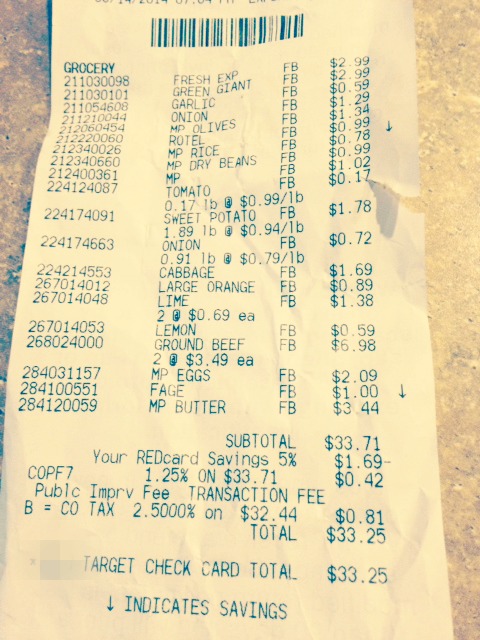 GROCERY
211030098 FRESH EXP FB $2.99
211030101 GREEN GIANT FB $2.99
211054608 GARLIC FB $0.59
211210044 ONION FB $1.29
212060454 MP OLIVES FB $1.34
212220060 ROTEL FB $0.99 ↓
212340026 MP RICE FB $0.78
212340660 MP DRY BEANS FB $0.99
212400361 MP FB $1.02
224124087 TOMATO FB $0.17
0.17 lb @ $0.99/lb
224174091 SWEET POTATO FB $1.78
1.89 lb @ $0.94/lb
224174663 ONION FB $0.72
0.91 lb @ $0.79/lb
224214553 CABBAGE FB $1.69
267014012 LARGE ORANGE FB $0.89
267014048 LIME FB $1.38
2 @ $0.69 ea
267014053 LEMON FB $0.59
268024000 GROUND BEEF FB $6.98
2 @ $3.49 ea
284031157 MP EGGS FB $2.09
284100551 FAGE FB $1.00 ↓
284120059 MP BUTTER FB $3.44
SUBTOTAL $33.71
Your REDcard Savings 5% $1.69-
COPF7 1.25% ON $33.71 $0.42
Publc Imprv Fee TRANSACTION FEE
B = CO TAX 2.5000% on $32.44 $0.81
TOTAL $33.25
TARGET CHECK CARD TOTAL $33.25
↓ INDICATES SAVINGS